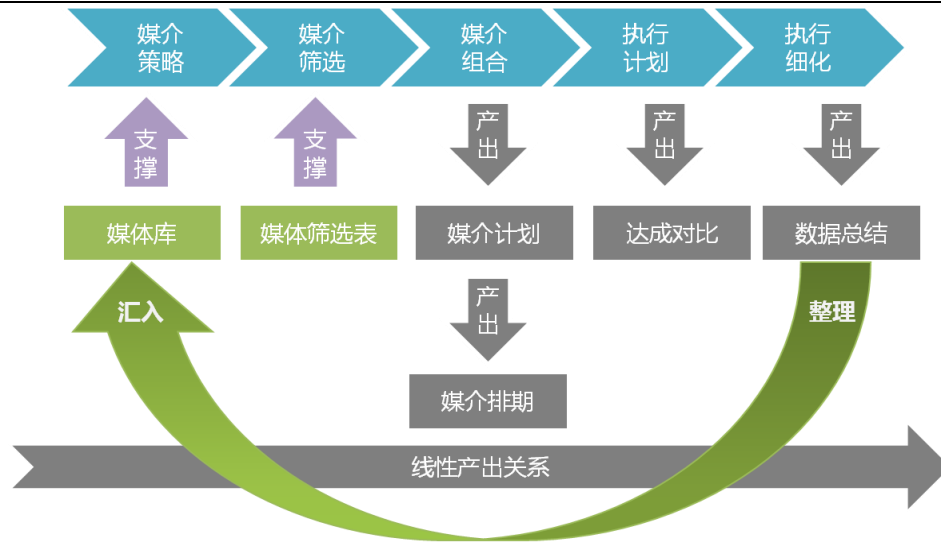 媒介
策略
媒介
筛选
媒介
组合
执行
计划
执行
细化
支
撑
支
撑
产
出
产
出
产
出
媒体库
媒体筛选表
媒介计划
达成对比
数据总结
汇入
产
出
整理
媒介排期
线性产出关系